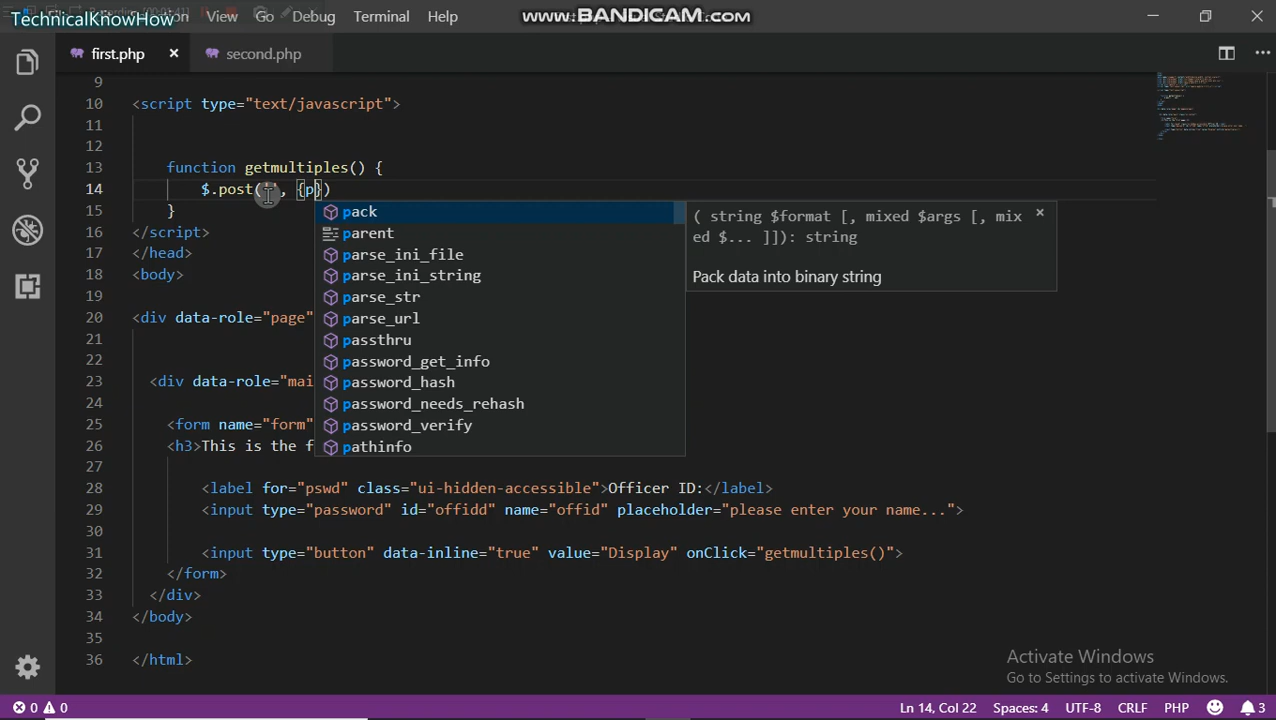 TechnicalKnowHow
View Go Debug Terminal Help
www.BANDICAM.com
first.php
second.php
9
10 <script type="text/javascript">
11
12
13 function getmultiples() {
14 $.post('', {p})
15 }
16 </script>
17 </head>
18 <body>
19
20 <div data-role="page"
21
22
23 <div data-role="mai
24
25 <form name="form"
26 <h3>This is the f
27
28 <label for="pswd" class="ui-hidden-accessible">Officer ID:</label>
29 <input type="password" id="offidd" name="offid" placeholder="please enter your name...">
30
31 <input type="button" data-inline="true" value="Display" onClick="getmultiples()">
32 </form>
33 </div>
34 </body>
35
36 </html>
pack
parent
parse_ini_file
parse_ini_string
parse_str
parse_url
passthru
password_get_info
password_hash
password_needs_rehash
password_verify
pathinfo
( string $format [, mixed $args [, mix
ed $... ]]): string
Pack data into binary string
Activate Windows
Go to Settings to activate Windows.
0 0
Ln 14, Col 22 Spaces: 4 UTF-8 CRLF PHP 3